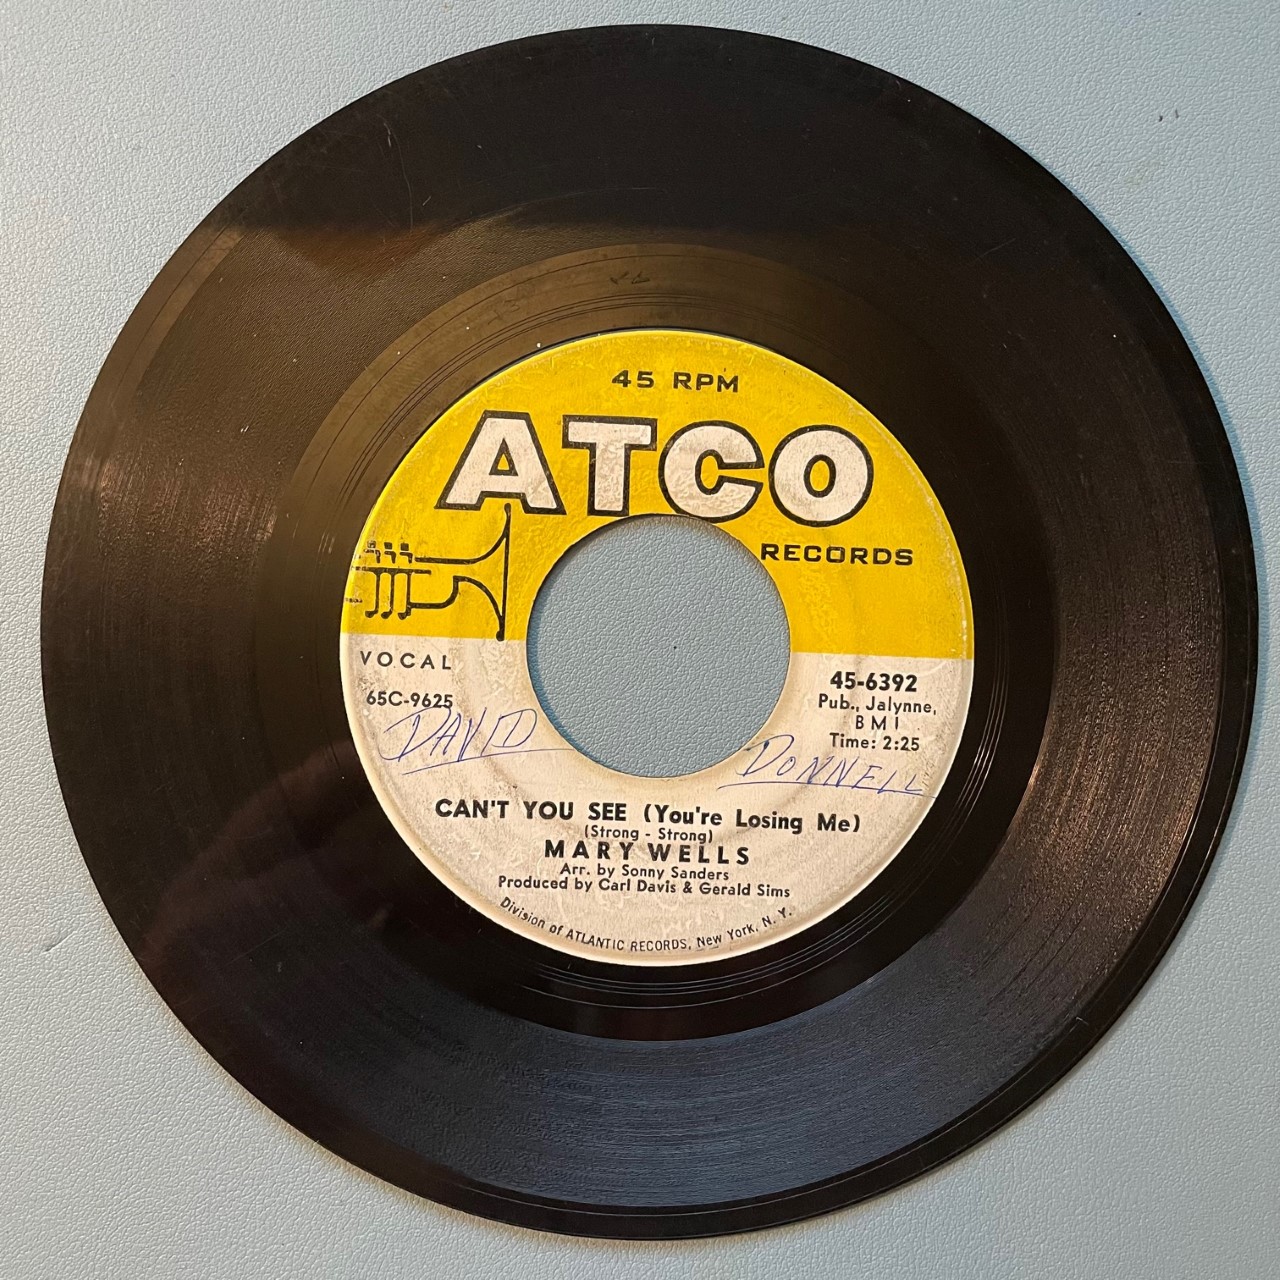 45 RPM
ATCO
RECORDS
VOCAL
65C-9625
DAVID
45-6392
Pub., Jalynne,
BMI
Time: 2:25
DONNELL
CAN'T YOU SEE (You're Losing Me)
(Strong - Strong)
MARY WELLS
Arr. by Sonny Sanders
Produced by Carl Davis & Gerald Sims
Division of ATLANTIC RECORDS, New York, N. Y.